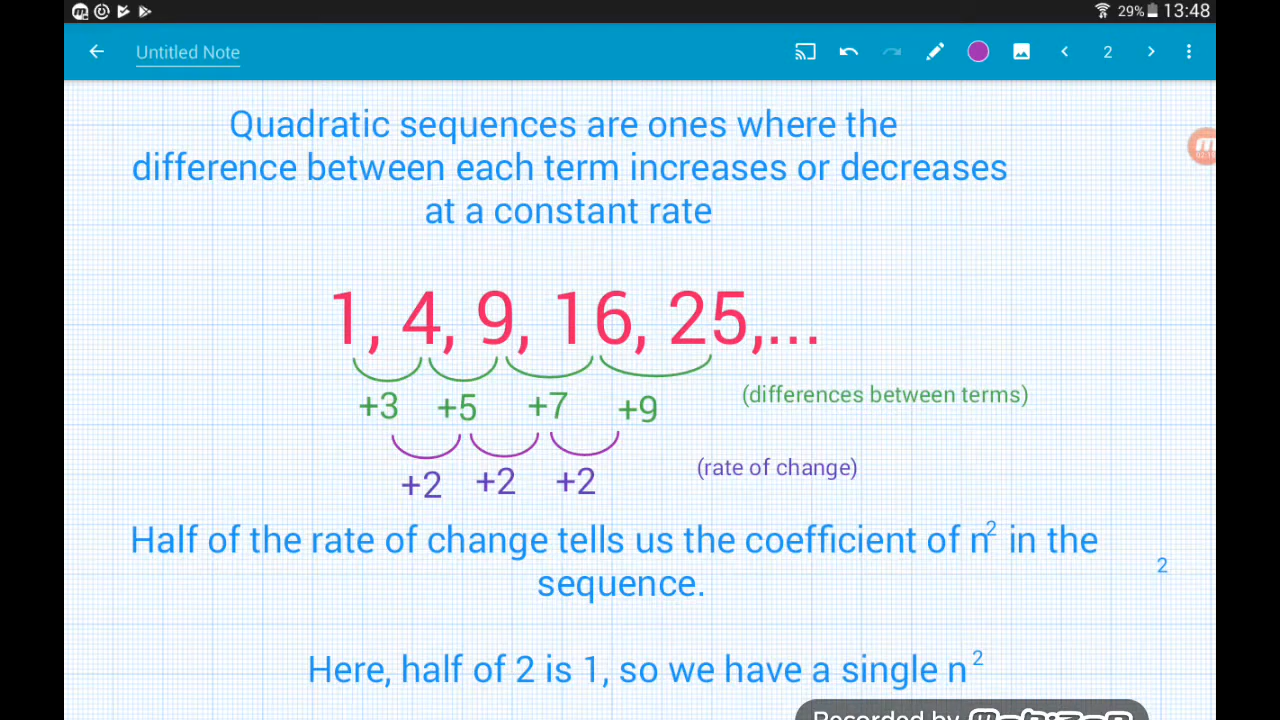 29% 13:48
Untitled Note
2
Quadratic sequences are ones where the
difference between each term increases or decreases
at a constant rate
1, 4, 9, 16, 25,...
+3 +5 +7 +9 (differences between terms)
+2 +2 +2 (rate of change)
Half of the rate of change tells us the coefficient of n² in the
sequence.
2
Here, half of 2 is 1, so we have a single n²
Recorded by